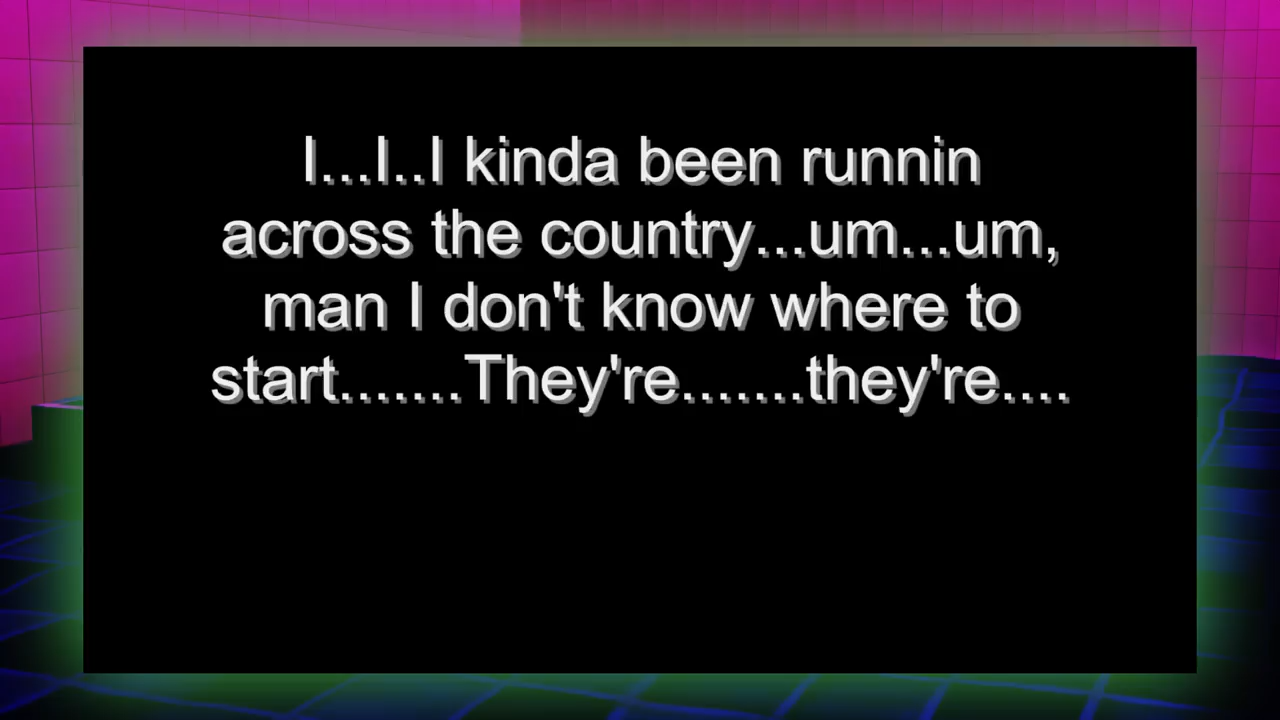 I...I..I kinda been runnin
across the country...um...um,
man I don't know where to
start.......They're.......they're....